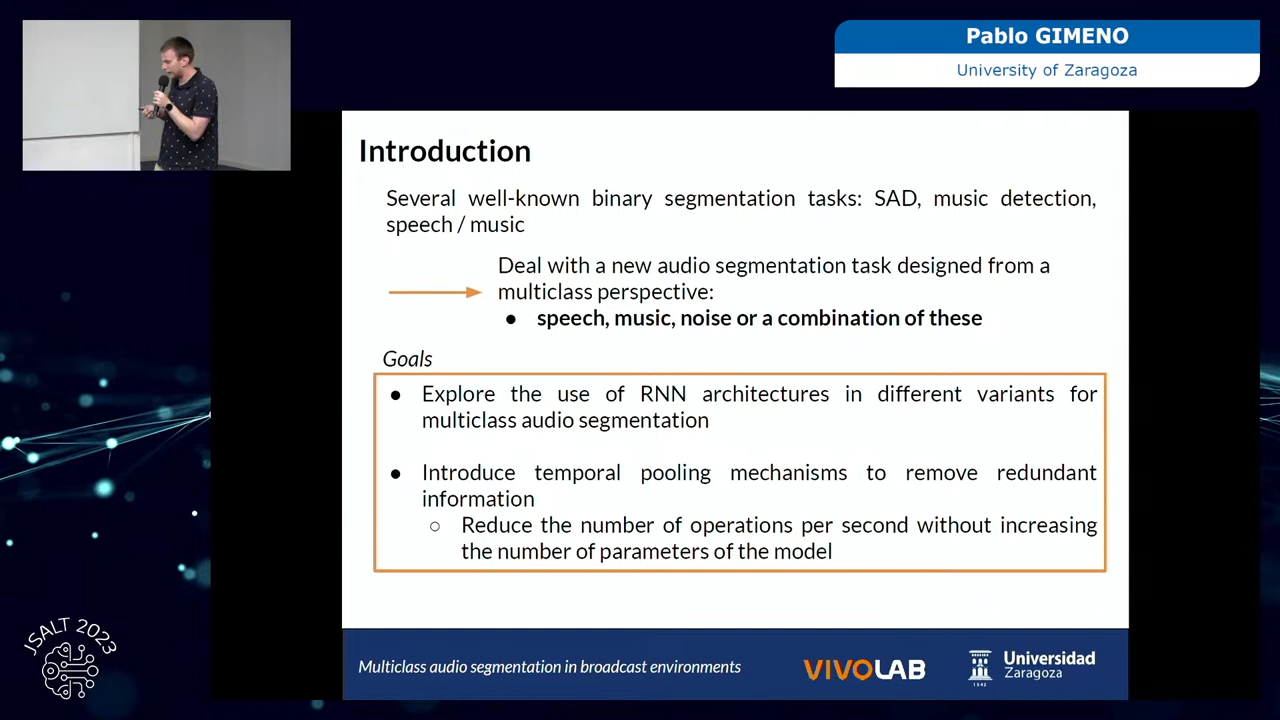 Pablo GIMENO
University of Zaragoza
Introduction
Several well-known binary segmentation tasks: SAD, music detection,
speech / music
Deal with a new audio segmentation task designed from a
multiclass perspective:
● speech, music, noise or a combination of these
Goals
● Explore the use of RNN architectures in different variants for
multiclass audio segmentation
● Introduce temporal pooling mechanisms to remove redundant
information
○ Reduce the number of operations per second without increasing
the number of parameters of the model
JSALT 2023
Multiclass audio segmentation in broadcast environments
VIVOLAB
1542
Universidad
Zaragoza